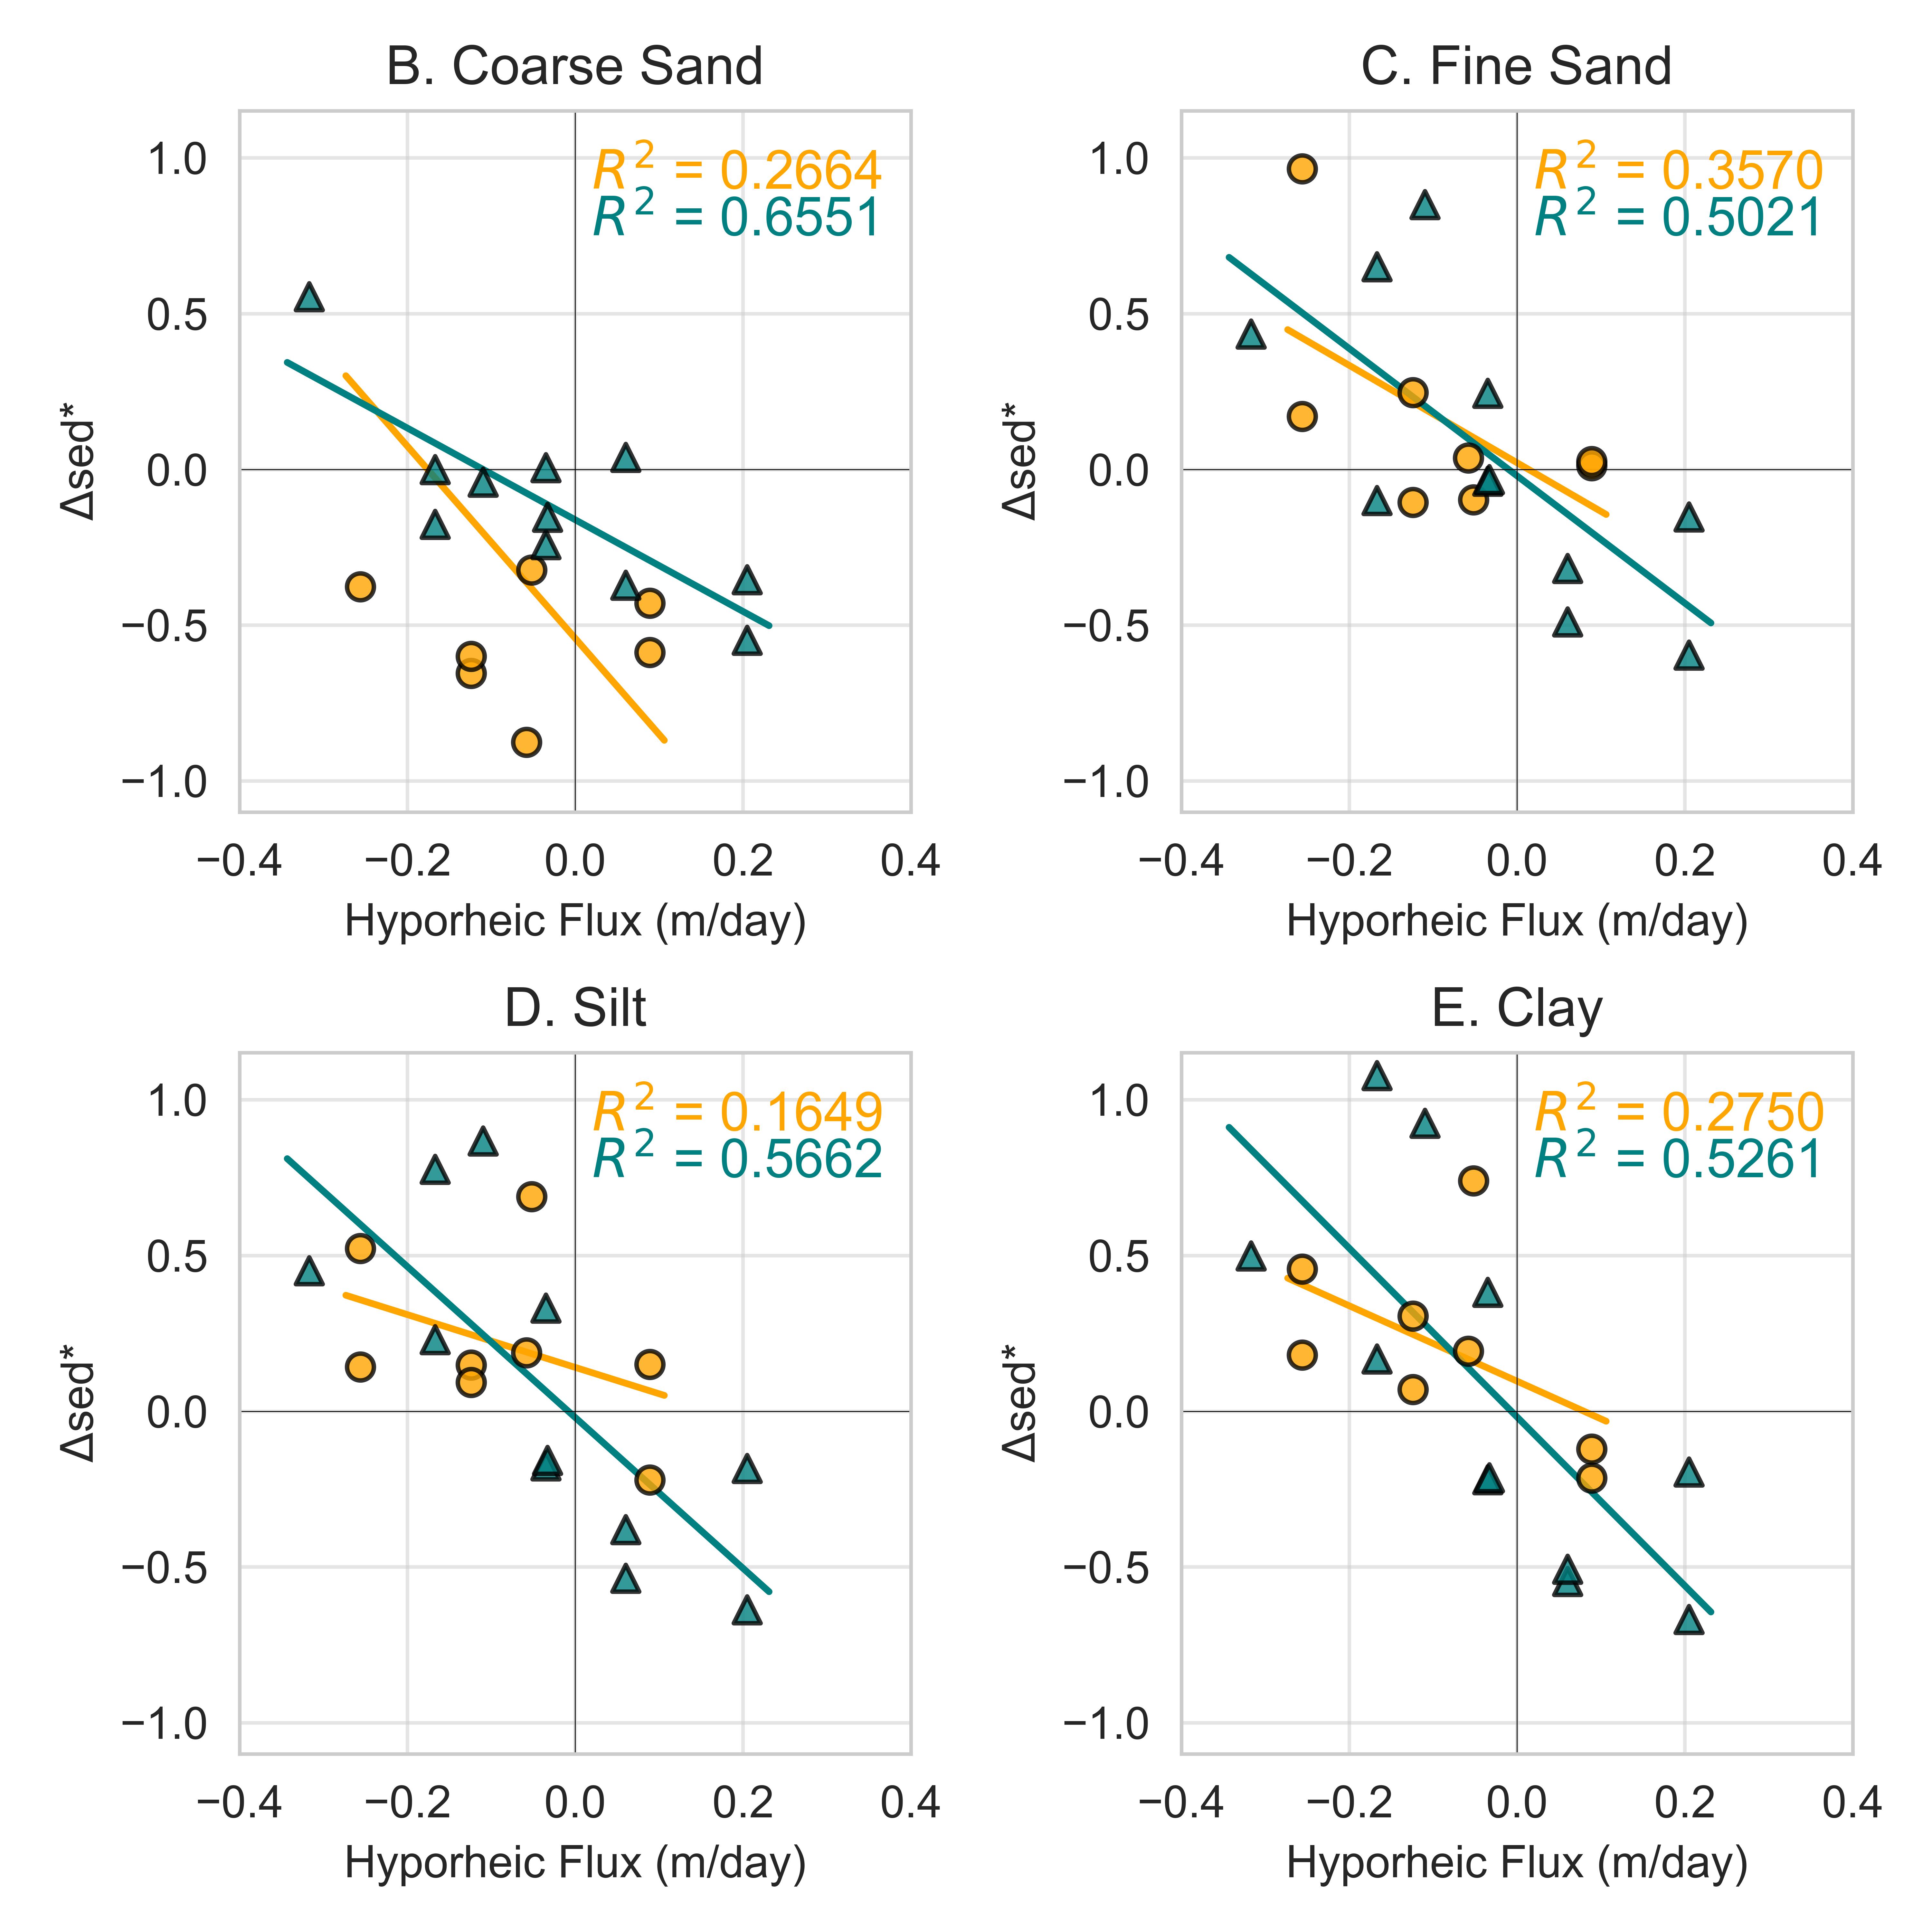 B. Coarse Sand
R² = 0.2664
R² = 0.6551
1.0
0.5
0.0
−0.5
−1.0
Δsed*
−0.4 −0.2 0.0 0.2 0.4
Hyporheic Flux (m/day)
C. Fine Sand
R² = 0.3570
R² = 0.5021
1.0
0.5
0.0
−0.5
−1.0
Δsed*
−0.4 −0.2 0.0 0.2 0.4
Hyporheic Flux (m/day)
D. Silt
R² = 0.1649
R² = 0.5662
1.0
0.5
0.0
−0.5
−1.0
Δsed*
−0.4 −0.2 0.0 0.2 0.4
Hyporheic Flux (m/day)
E. Clay
R² = 0.2750
R² = 0.5261
1.0
0.5
0.0
−0.5
−1.0
Δsed*
−0.4 −0.2 0.0 0.2 0.4
Hyporheic Flux (m/day)